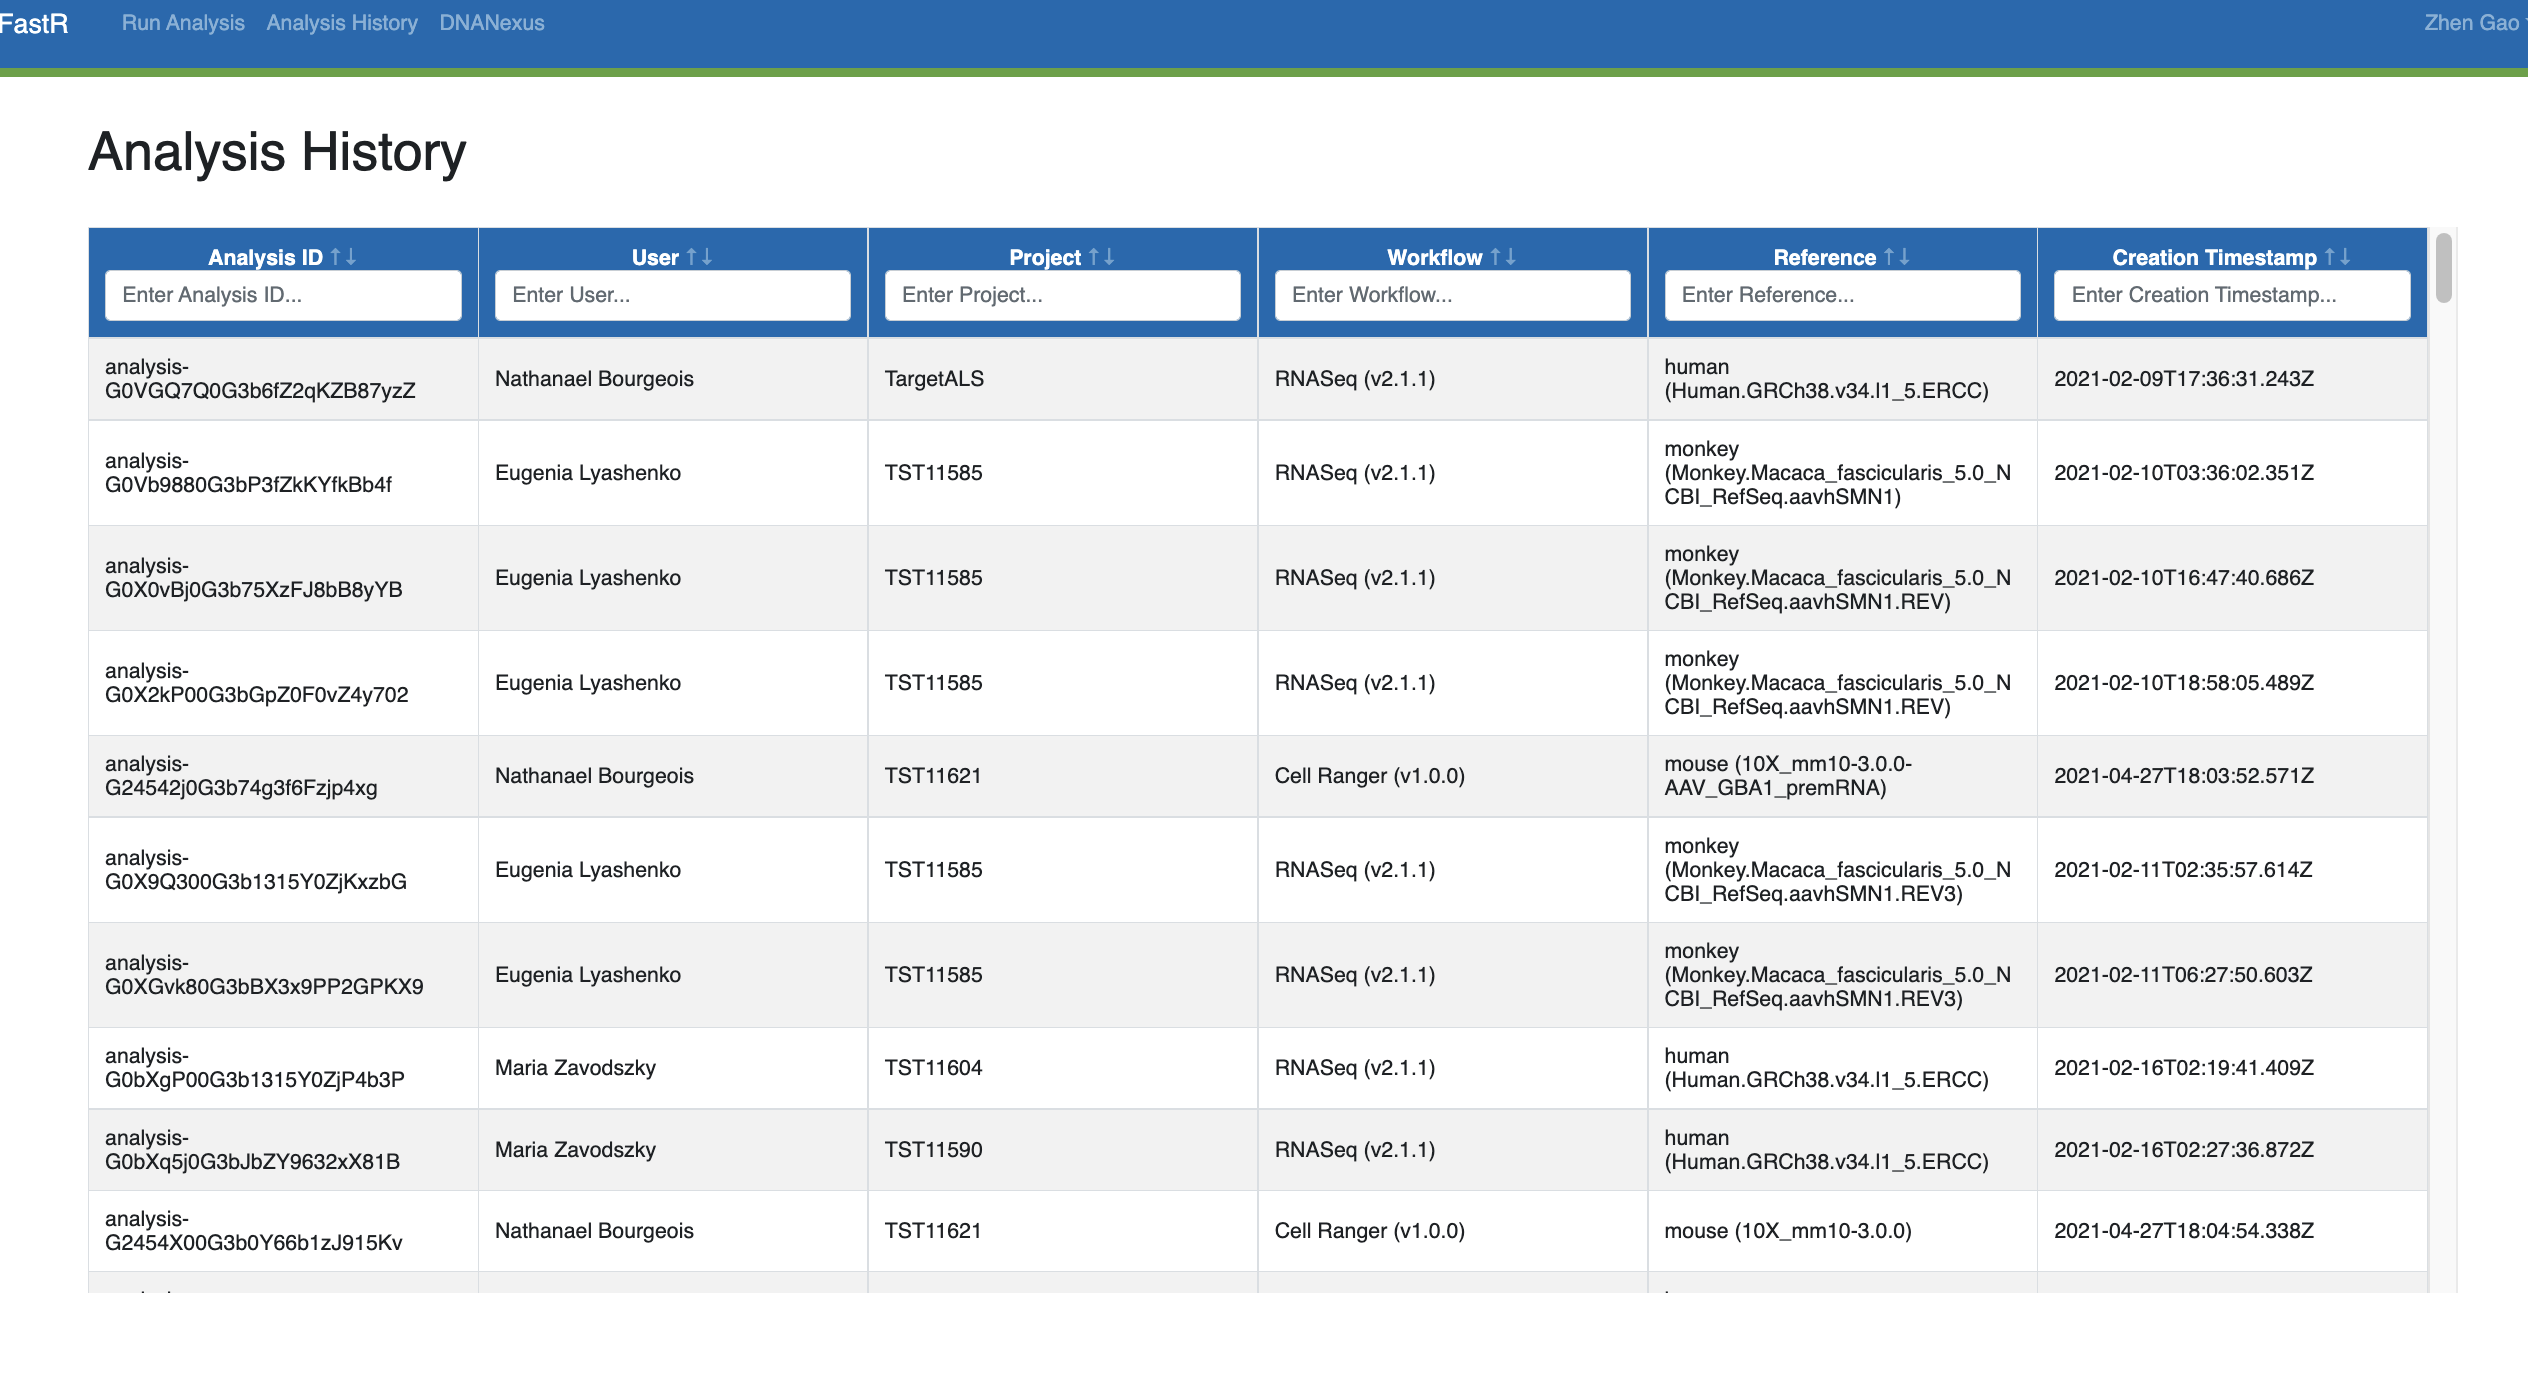 FastR Run Analysis Analysis History DNANexus Zhen Gao
Analysis History
Analysis ID ↑↓ User ↑↓ Project ↑↓ Workflow ↑↓ Reference ↑↓ Creation Timestamp ↑↓
Enter Analysis ID... Enter User... Enter Project... Enter Workflow... Enter Reference... Enter Creation Timestamp...
analysis-
G0VGQ7Q0G3b6fZ2qKZB87yzZ
Nathanael Bourgeois
TargetALS
RNASeq (v2.1.1)
human
(Human.GRCh38.v34.l1_5.ERCC)
2021-02-09T17:36:31.243Z
analysis-
G0Vb9880G3bP3fZkKYfkBb4f
Eugenia Lyashenko
TST11585
RNASeq (v2.1.1)
monkey
(Monkey.Macaca_fascicularis_5.0_N
CBI_RefSeq.aavhSMN1)
2021-02-10T03:36:02.351Z
analysis-
G0X0vBj0G3b75XzFJ8bB8yYB
Eugenia Lyashenko
TST11585
RNASeq (v2.1.1)
monkey
(Monkey.Macaca_fascicularis_5.0_N
CBI_RefSeq.aavhSMN1.REV)
2021-02-10T16:47:40.686Z
analysis-
G0X2kP00G3bGpZ0F0vZ4y702
Eugenia Lyashenko
TST11585
RNASeq (v2.1.1)
monkey
(Monkey.Macaca_fascicularis_5.0_N
CBI_RefSeq.aavhSMN1.REV)
2021-02-10T18:58:05.489Z
analysis-
G24542j0G3b74g3f6Fzjp4xg
Nathanael Bourgeois
TST11621
Cell Ranger (v1.0.0)
mouse (10X_mm10-3.0.0-
AAV_GBA1_premRNA)
2021-04-27T18:03:52.571Z
analysis-
G0X9Q300G3b1315Y0ZjKxzbG
Eugenia Lyashenko
TST11585
RNASeq (v2.1.1)
monkey
(Monkey.Macaca_fascicularis_5.0_N
CBI_RefSeq.aavhSMN1.REV3)
2021-02-11T02:35:57.614Z
analysis-
G0XGvk80G3bBX3x9PP2GPKX9
Eugenia Lyashenko
TST11585
RNASeq (v2.1.1)
monkey
(Monkey.Macaca_fascicularis_5.0_N
CBI_RefSeq.aavhSMN1.REV3)
2021-02-11T06:27:50.603Z
analysis-
G0bXgP00G3b1315Y0ZjP4b3P
Maria Zavodszky
TST11604
RNASeq (v2.1.1)
human
(Human.GRCh38.v34.l1_5.ERCC)
2021-02-16T02:19:41.409Z
analysis-
G0bXq5j0G3bJbZY9632xX81B
Maria Zavodszky
TST11590
RNASeq (v2.1.1)
human
(Human.GRCh38.v34.l1_5.ERCC)
2021-02-16T02:27:36.872Z
analysis-
G2454X00G3b0Y66b1zJ915Kv
Nathanael Bourgeois
TST11621
Cell Ranger (v1.0.0)
mouse (10X_mm10-3.0.0)
2021-04-27T18:04:54.338Z